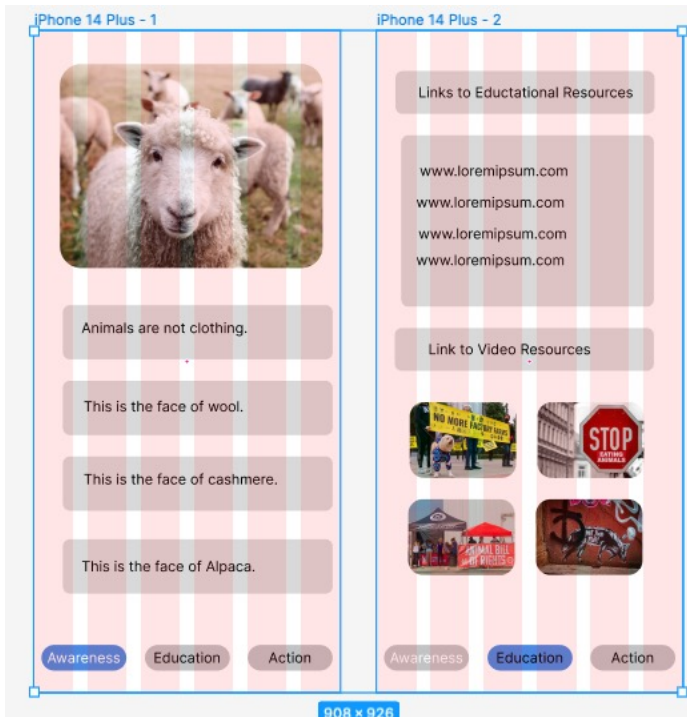 iPhone 14 Plus - 1
Animals are not clothing.
This is the face of wool.
This is the face of cashmere.
This is the face of Alpaca.
Awareness
Education
Action
iPhone 14 Plus - 2
Links to Eductational Resources
www.loremipsum.com
www.loremipsum.com
www.loremipsum.com
www.loremipsum.com
Link to Video Resources
NO MORE FACTORY FARMS
STOP
EATING
ANIMALS
ANIMAL BILL
OF RIGHTS
Awareness
Education
Action
908 × 926